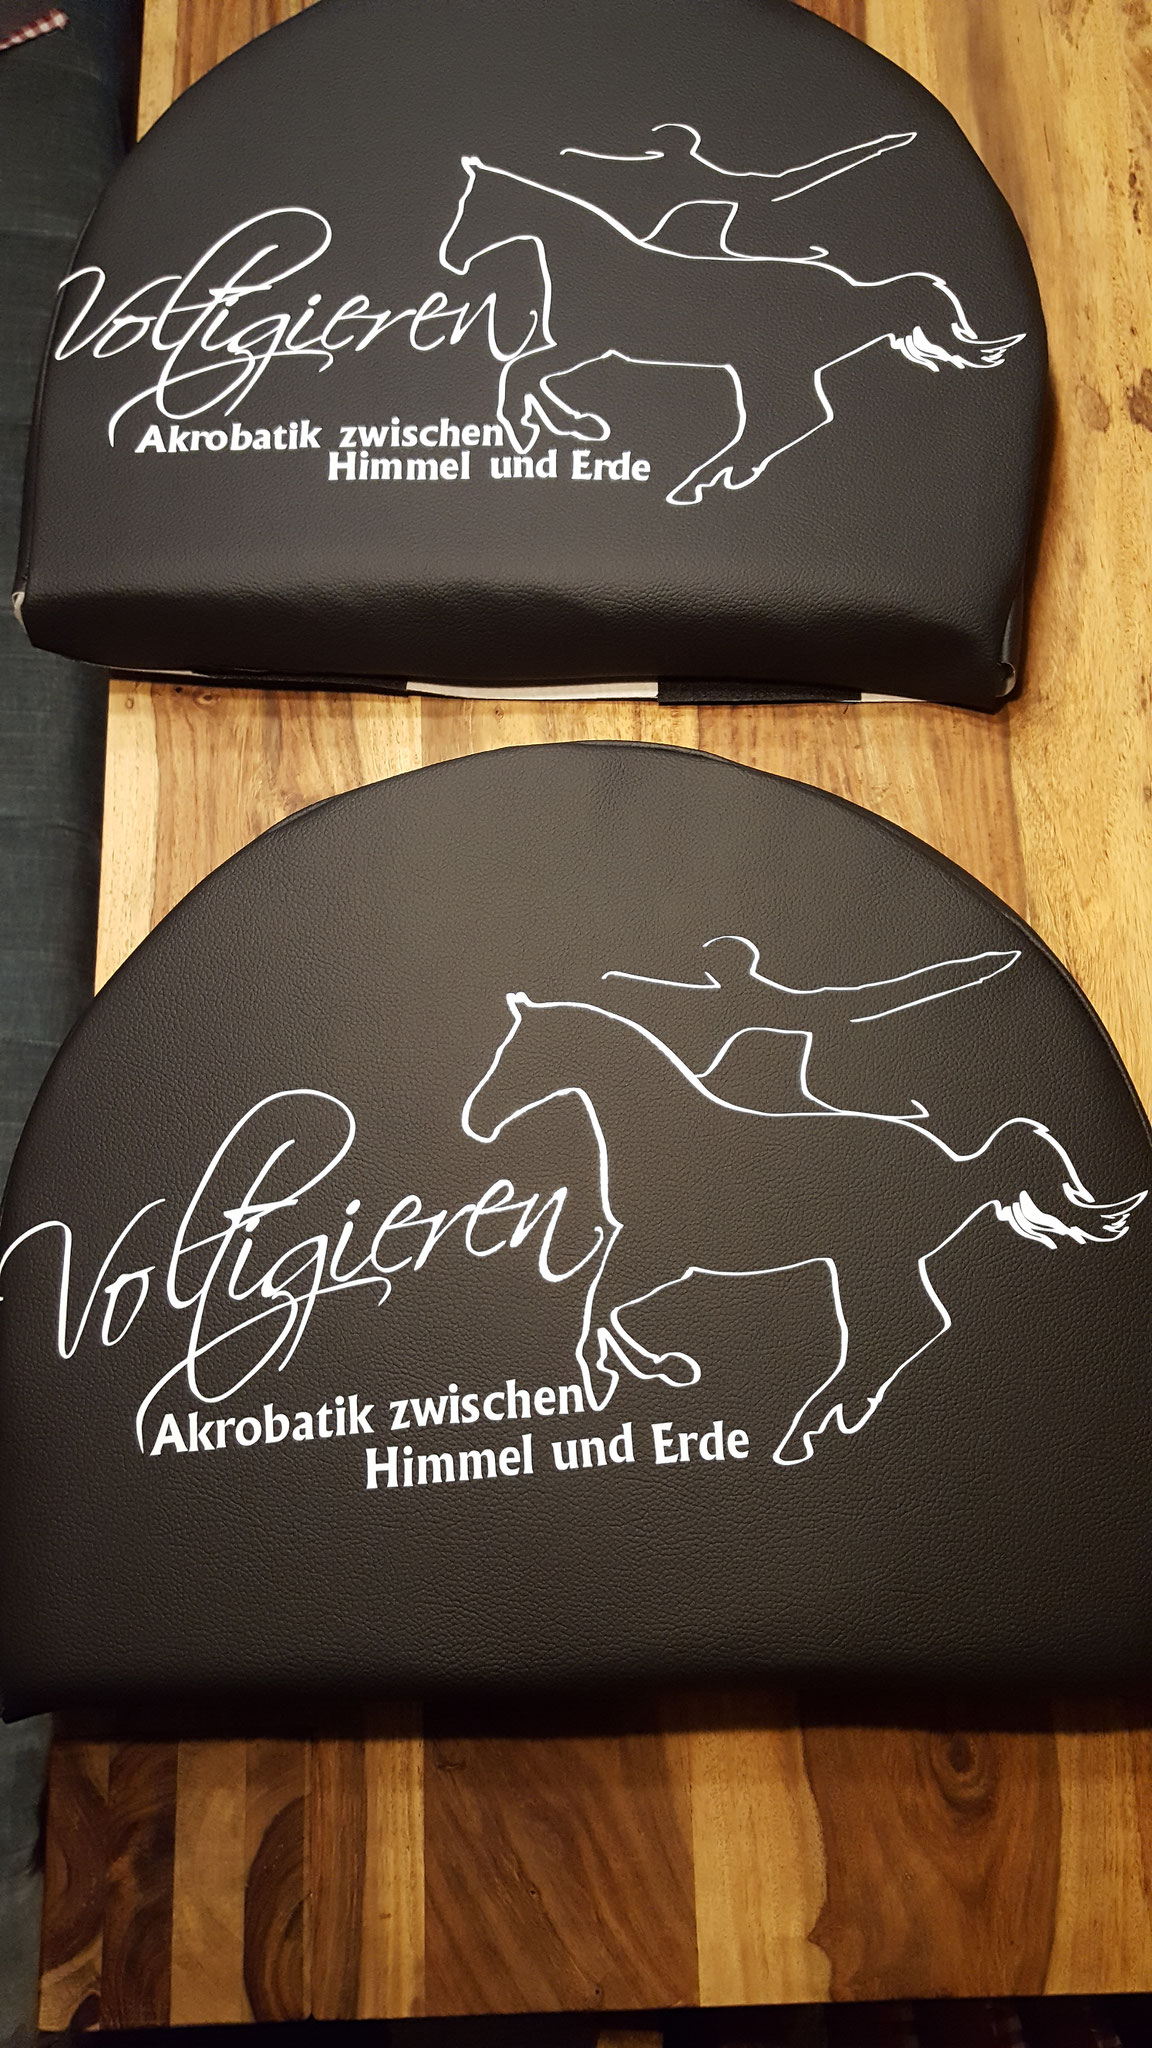 Voltigieren
Akrobatik zwischen
Himmel und Erde
Voltigieren
Akrobatik zwischen
Himmel und Erde